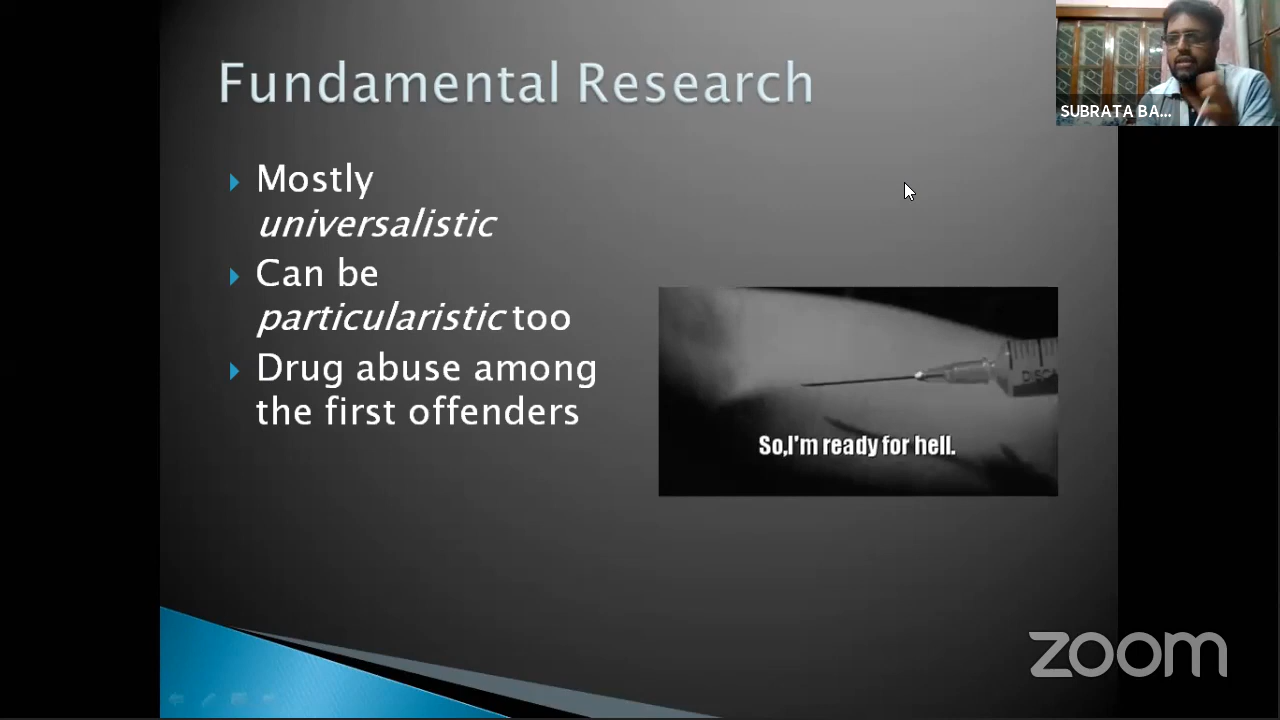 Fundamental Research
SUBRATA BA...
Mostly
universalistic
Can be
particularistic too
Drug abuse among
the first offenders
DISC
So,I'm ready for hell.
zoom